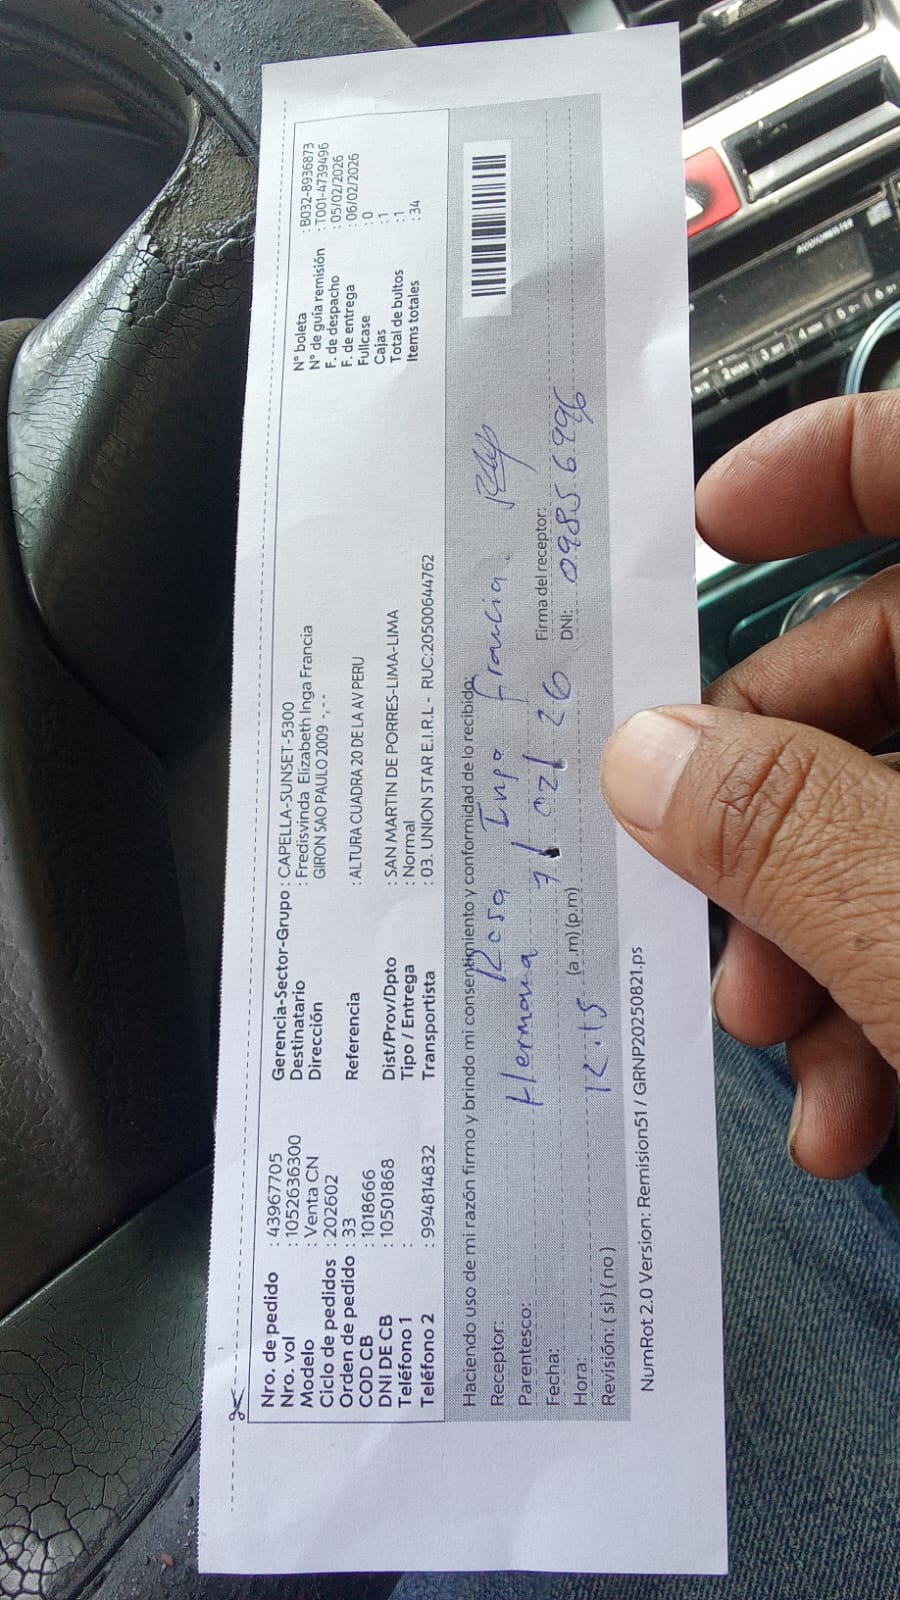 Nro. de pedido : 43967705
Nro. vol : 1052636300
Modelo : Venta CN
Ciclo de pedidos : 202602
Orden de pedido : 33
COD CB : 1018666
DNI DE CB : 10501868
Teléfono 1 :
Teléfono 2 : 994814832
Gerencia-Sector-Grupo : CAPELLA-SUNSET-5300
Destinatario : Fredisvinda Elizabeth Inga Francia
Dirección GIRON SAO PAULO 2009 -,--
Referencia : ALTURA CUADRA 20 DE LA AV PERU
Dist/Prov/Dpto : SAN MARTIN DE PORRES-LIMA-LIMA
Tipo / Entrega : Normal
Transportista : 03. UNION STAR E.I.R.L - RUC:20500644762
N° boleta : B032-8936873
N° de guía remisión : T001-4739496
F. de despacho : 05/02/2026
F. de entrega : 06/02/2026
Fullcase : 0
Cajas : 1
Total de bultos : 1
Items totales : 34
Haciendo uso de mi razón firmo y brindo mi consentimiento y conformidad de lo recibido:
Receptor: Rosa Inga Francia.
Parentesco: Hermana
Fecha: 7/02/26
Firma del receptor:
Hora: 12:15 (a.m)(p.m) DNI: 09856996
Revisión: ( si ) ( no )
NumRot 2.0 Version: Remision51 / GRNP20250821.ps